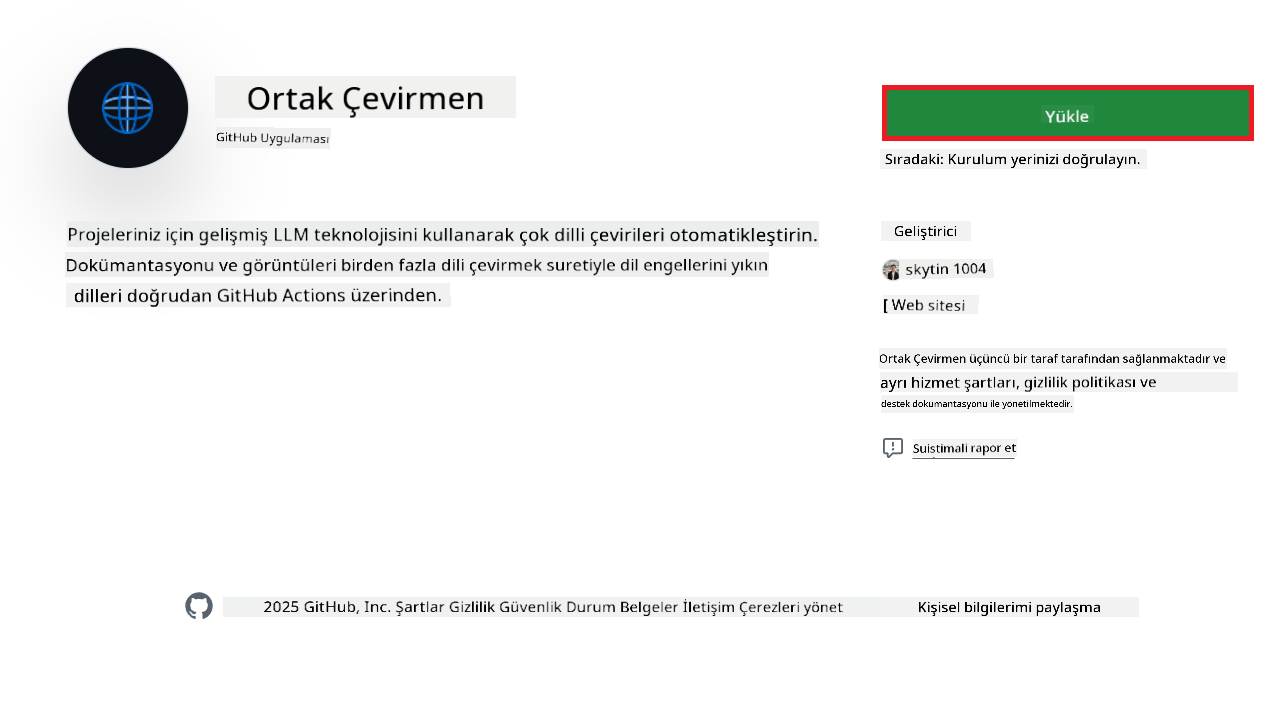 Ortak Çevirmen
GitHub Uygulaması
Yükle
Sıradaki: Kurulum yerinizi doğrulayın.
Projeleriniz için gelişmiş LLM teknolojisini kullanarak çok dilli çevirileri otomatikleştirin.
Dokümantasyonu ve görüntüleri birden fazla dili çevirmek suretiyle dil engellerini yıkın
dilleri doğrudan GitHub Actions üzerinden.
Geliştirici
skytin 1004
[ Web sitesi
Ortak Çevirmen üçüncü bir taraf tarafından sağlanmaktadır ve
ayrı hizmet şartları, gizlilik politikası ve
destek dokümantasyonu ile yönetilmektedir.
Suistimali rapor et
2025 GitHub, Inc. Şartlar Gizlilik Güvenlik Durum Belgeler İletişim Çerezleri yönet Kişisel bilgilerimi paylaşma